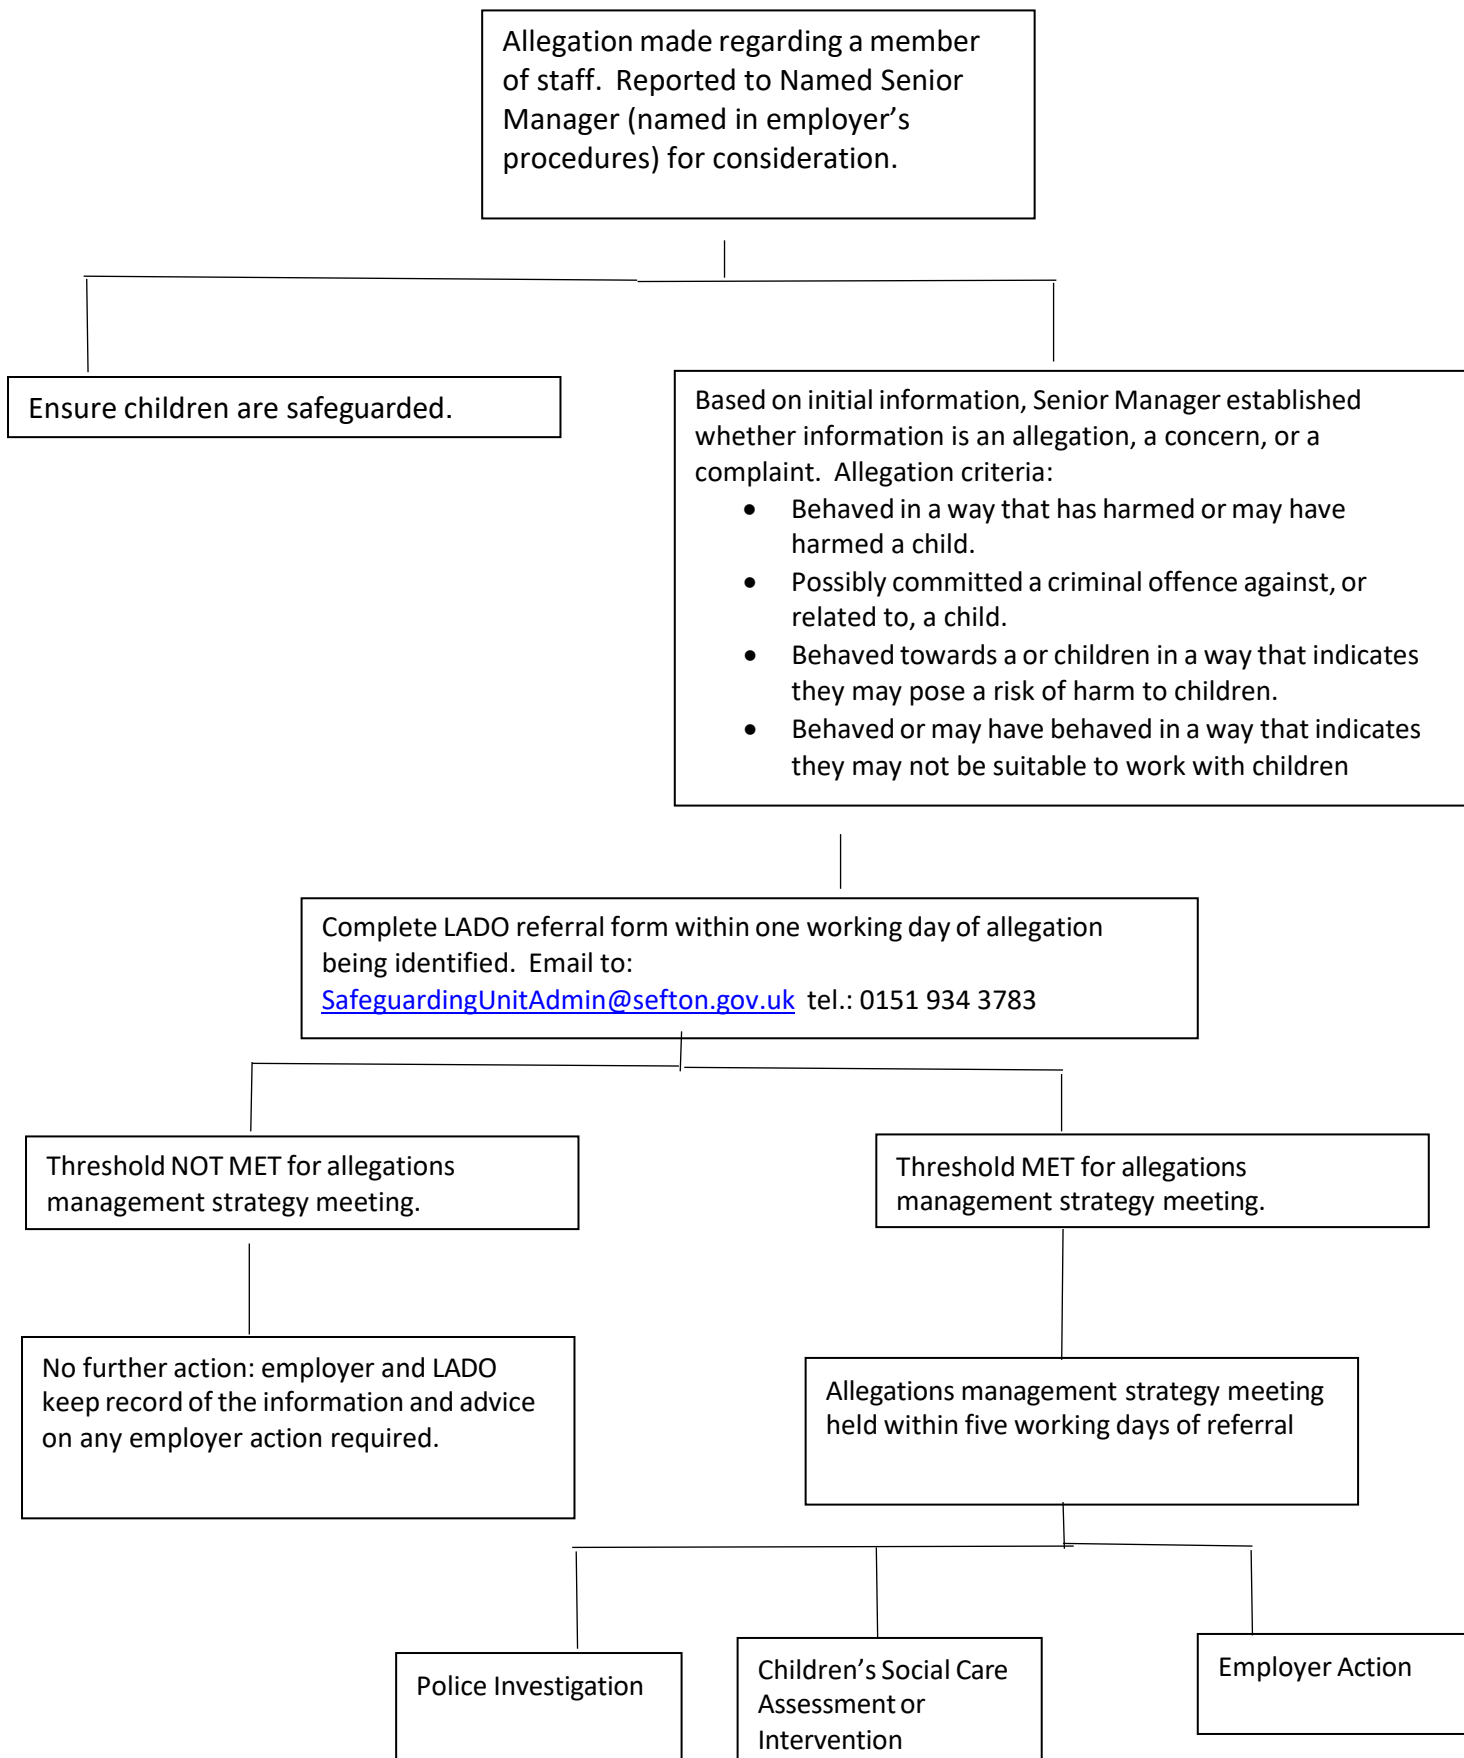 Allegation made regarding a member
of staff.  Reported to Named Senior
Manager (named in employer’s
procedures) for consideration.
Ensure children are safeguarded.
Based on initial information, Senior Manager established
whether information is an allegation, a concern, or a
complaint.  Allegation criteria:
• Behaved in a way that has harmed or may have
harmed a child.
• Possibly committed a criminal offence against, or
related to, a child.
• Behaved towards a or children in a way that indicates
they may pose a risk of harm to children.
• Behaved or may have behaved in a way that indicates
they may not be suitable to work with children
Complete LADO referral form within one working day of allegation
being identified.  Email to:
SafeguardingUnitAdmin@sefton.gov.uk  tel.: 0151 934 3783
Threshold NOT MET for allegations
management strategy meeting.
Threshold MET for allegations
management strategy meeting.
No further action: employer and LADO
keep record of the information and advice
on any employer action required.
Allegations management strategy meeting
held within five working days of referral
Police Investigation
Children’s Social Care
Assessment or
Intervention
Employer Action